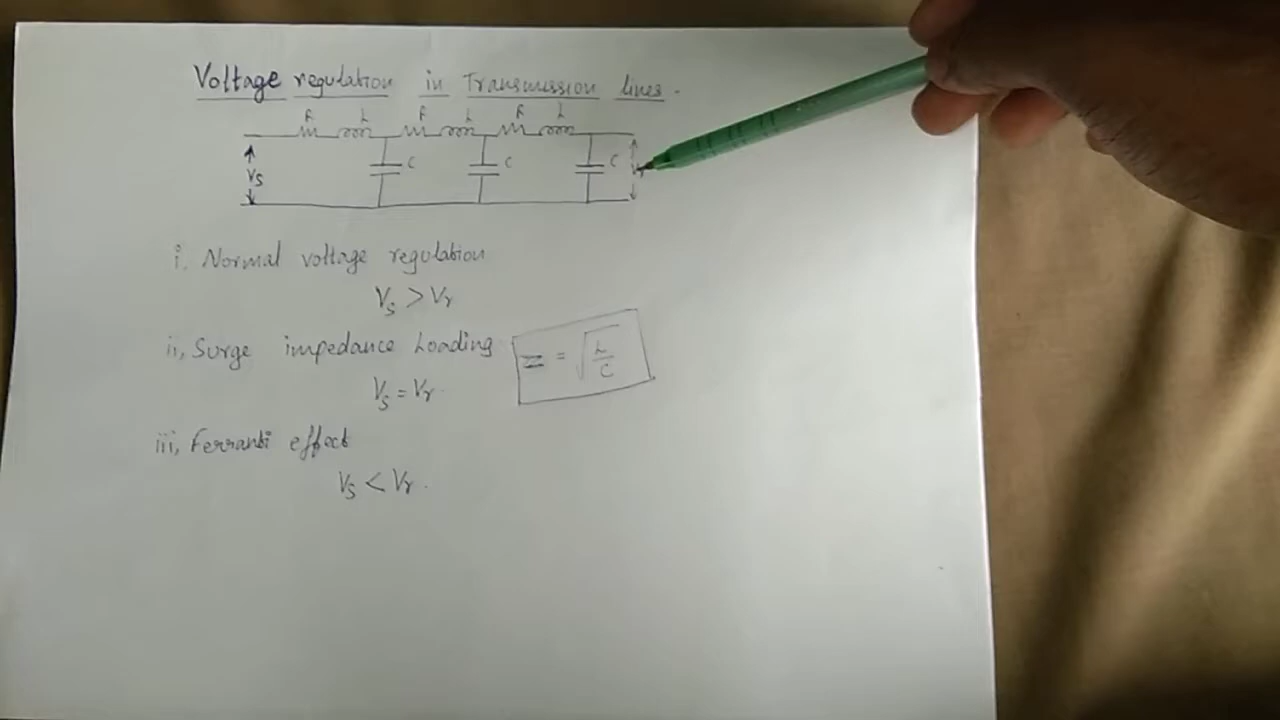 Voltage regulation in Transmission lines.
R L R L R L
Vs C C C Vr
i, Normal voltage regulation
Vs > Vr
ii, Surge impedance Loading Z = √L/C
Vs = Vr.
iii, Ferranti effect
Vs < Vr.